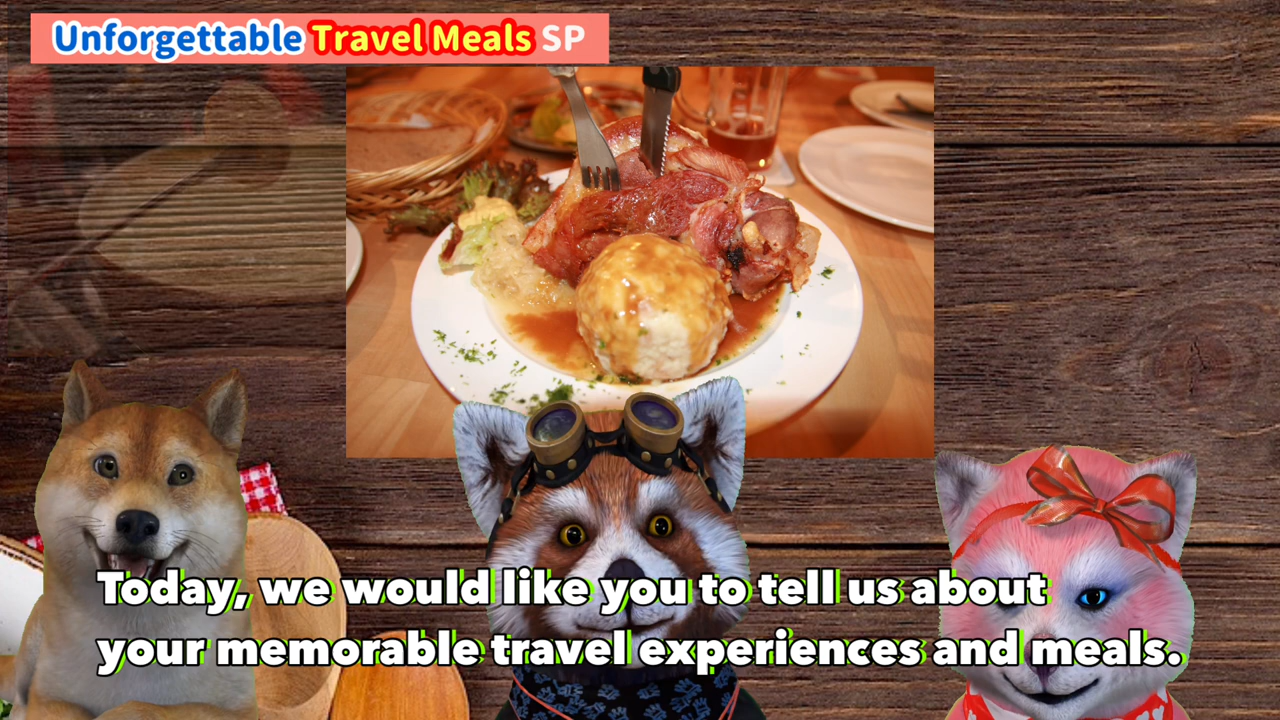 Unforgettable Travel Meals SP
Today, we would like you to tell us about
your memorable travel experiences and meals.